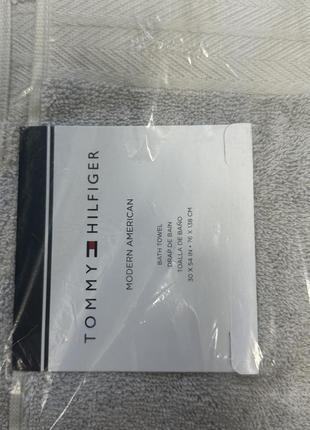 TOMMY HILFIGER
MODERN AMERICAN
BATH TOWEL
DRAP DE BAIN
TOALLA DE BAÑO
30 X 54 IN • 76 X 138 CM